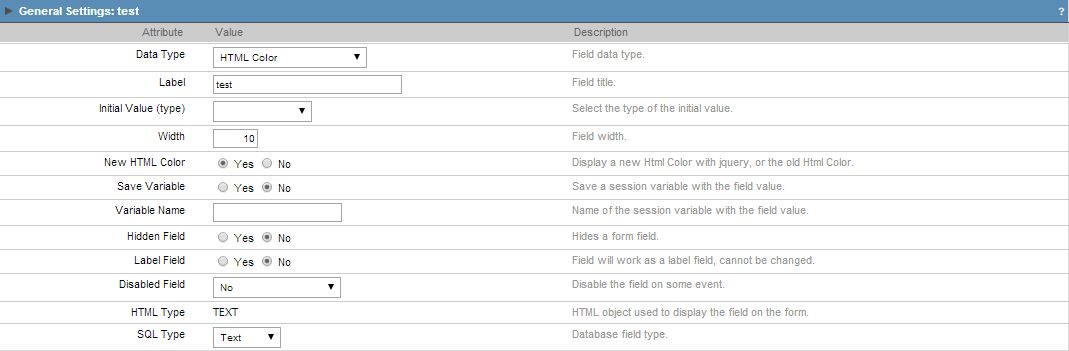 General Settings: test ?
Attribute Value Description
Data Type HTML Color Field data type.
Label test Field title.
Initial Value (type) Select the type of the initial value.
Width 10 Field width.
New HTML Color Yes No Display a new Html Color with jquery, or the old Html Color.
Save Variable Yes No Save a session variable with the field value.
Variable Name Name of the session variable with the field value.
Hidden Field Yes No Hides a form field.
Label Field Yes No Field will work as a label field, cannot be changed.
Disabled Field No Disable the field on some event.
HTML Type TEXT HTML object used to display the field on the form.
SQL Type Text Database field type.